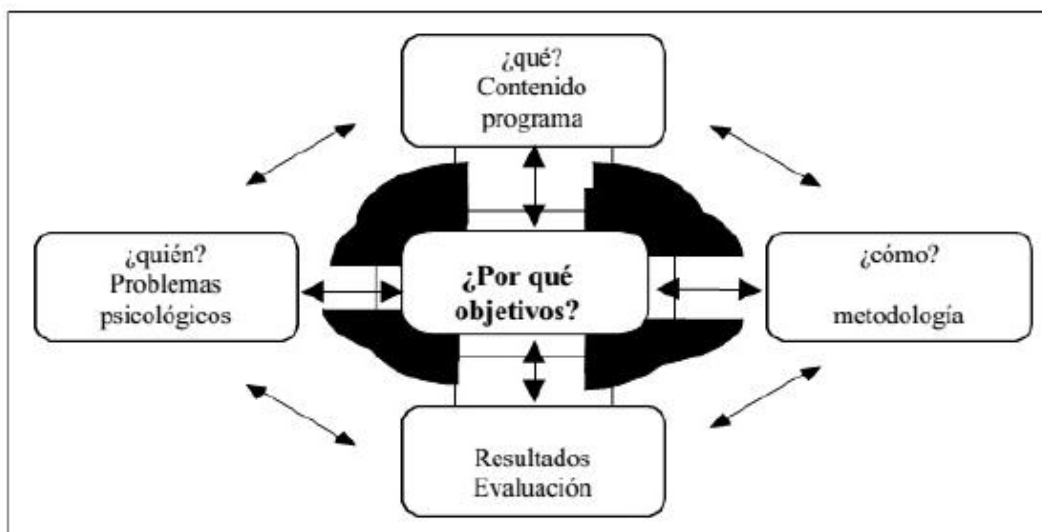 ¿qué?
Contenido
programa
¿quién?
Problemas
psicológicos
¿Por qué
objetivos?
¿cómo?
metodología
Resultados
Evaluación